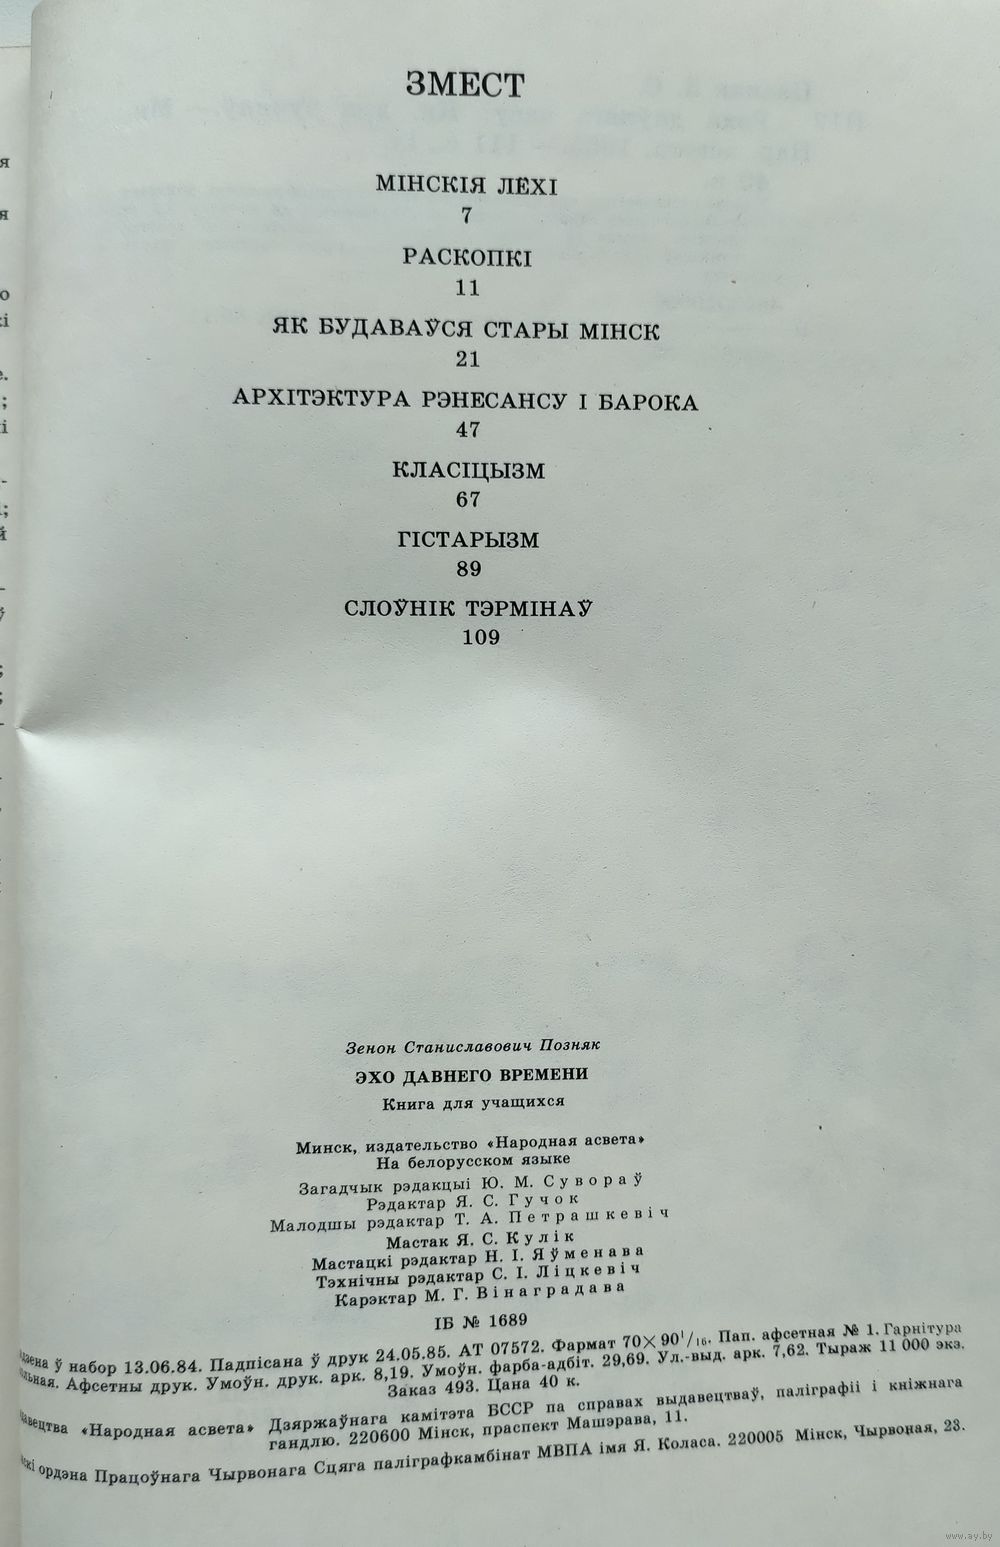 ЗМЕСТ
МІНСКІЯ ЛЁХІ
7
РАСКОПКІ
11
ЯК БУДАВАЎСЯ СТАРЫ МІНСК
21
АРХІТЭКТУРА РЭНЕСАНСУ І БАРОКА
47
КЛАСІЦЫЗМ
67
ГІСТАРЫЗМ
89
СЛОЎНІК ТЭРМІНАЎ
109
Зенон Станиславович Позняк
ЭХО ДАВНЕГО ВРЕМЕНИ
Книга для учащихся
Минск, издательство «Народная асвета»
На белорусском языке
Загадчык рэдакцыі Ю. М. Сувораў
Рэдактар Я. С. Гучок
Малодшы рэдактар Т. А. Петрашкевіч
Мастак Я. С. Кулік
Мастацкі рэдактар Н. І. Яўменава
Тэхнічны рэдактар С. І. Ліцкевіч
Карэктар М. Г. Вінаградава
ІБ № 1689
ў набор 13.06.84. Падпісана ў друк 24.05.85. АТ 07572. Фармат 70×90¹/₁₆. Пап. афсетная № 1. Гарнітура
Афсетны друк. Умоўн. друк. арк. 8,19. Умоўн. фарба-адбіт. 29,69. Ул.-выд. арк. 7,62. Тыраж 11 000 экз.
Заказ 493. Цана 40 к.
«Народная асвета» Дзяржаўнага камітэта БССР па справах выдавецтваў, паліграфіі і кніжнага
гандлю. 220600 Мінск, праспект Машэрава, 11.
ордэна Працоўнага Чырвонага Сцяга паліграфкамбінат МВПА імя Я. Коласа. 220005 Мінск, Чырвоная, 23.
www.ay.by